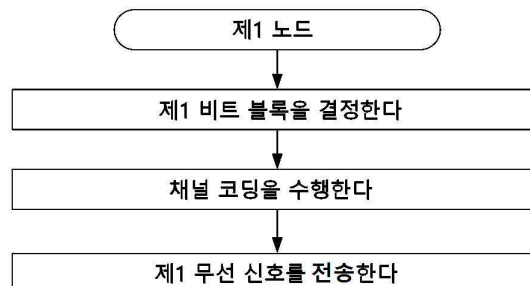 제1 노드
제1 비트 블록을 결정한다
채널 코딩을 수행한다
제1 무선 신호를 전송한다